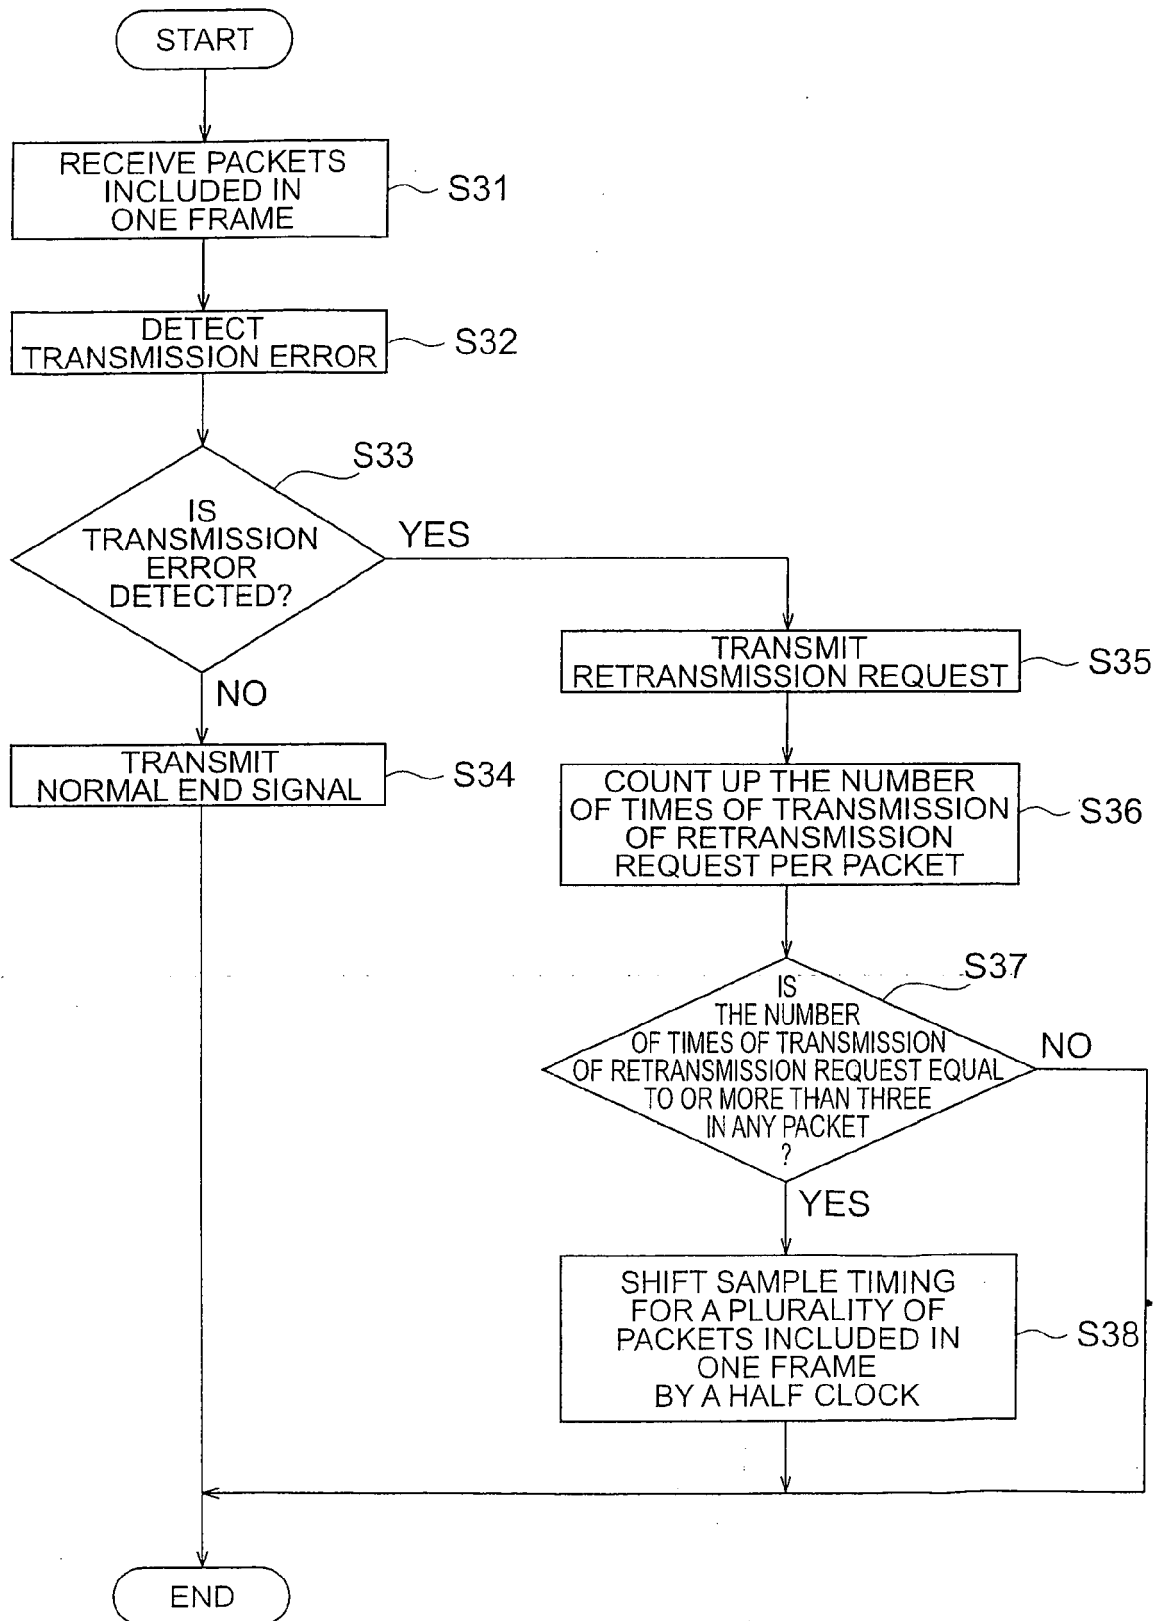 START
RECEIVE PACKETS
INCLUDED IN
ONE FRAME
S31
DETECT
TRANSMISSION ERROR
S32
S33
IS
TRANSMISSION
ERROR
DETECTED?
YES
NO
TRANSMIT
NORMAL END SIGNAL
S34
TRANSMIT
RETRANSMISSION REQUEST
S35
COUNT UP THE NUMBER
OF TIMES OF TRANSMISSION
OF RETRANSMISSION
REQUEST PER PACKET
S36
S37
IS
THE NUMBER
OF TIMES OF TRANSMISSION
OF RETRANSMISSION REQUEST EQUAL
TO OR MORE THAN THREE
IN ANY PACKET
?
NO
YES
SHIFT SAMPLE TIMING
FOR A PLURALITY OF
PACKETS INCLUDED IN
ONE FRAME
BY A HALF CLOCK
S38
END